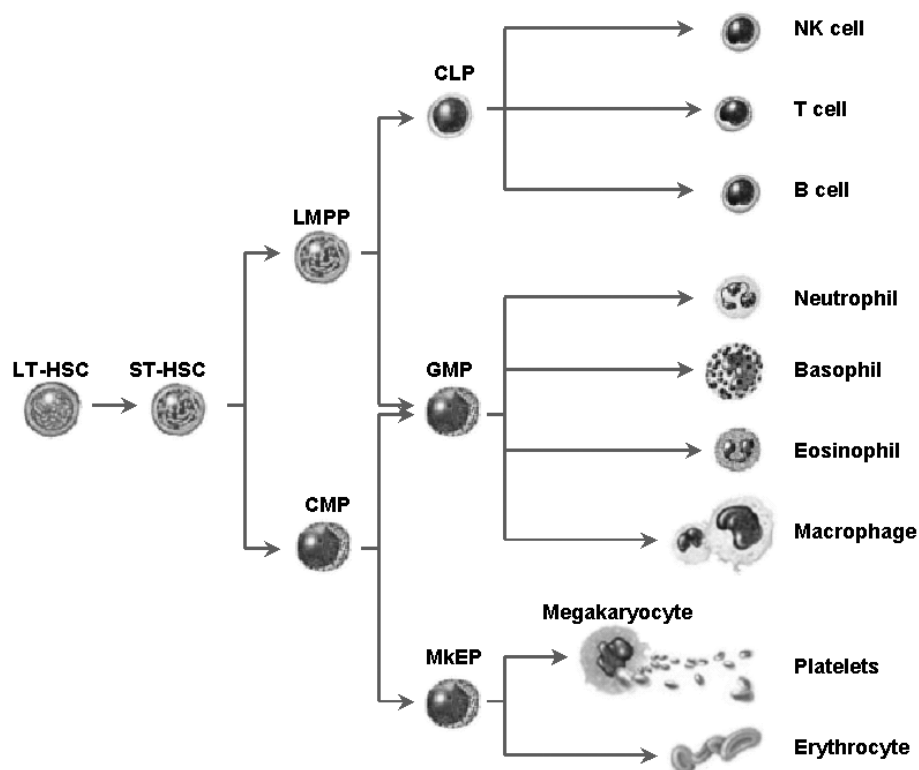 NK cell
CLP
T cell
B cell
LMPP
Neutrophil
LT-HSC
ST-HSC
GMP
Basophil
Eosinophil
CMP
Macrophage
Megakaryocyte
MkEP
Platelets
Erythrocyte